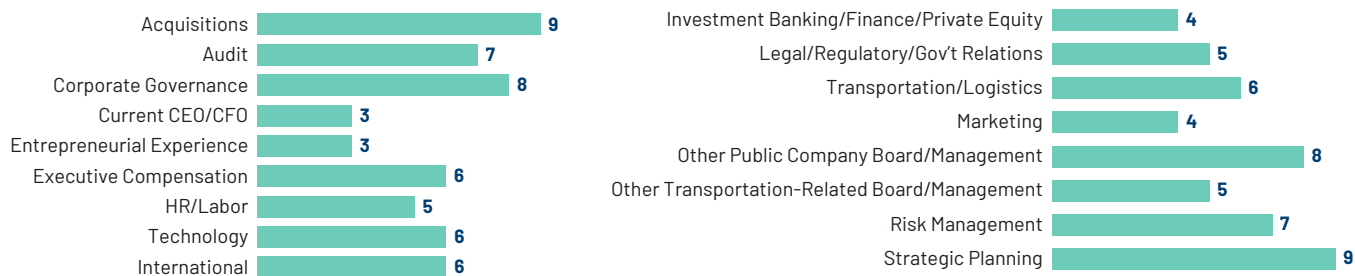 Acquisitions 9
Audit 7
Corporate Governance 8
Current CEO/CFO 3
Entrepreneurial Experience 3
Executive Compensation 6
HR/Labor 5
Technology 6
International 6
Investment Banking/Finance/Private Equity 4
Legal/Regulatory/Gov’t Relations 5
Transportation/Logistics 6
Marketing 4
Other Public Company Board/Management 8
Other Transportation-Related Board/Management 5
Risk Management 7
Strategic Planning 9